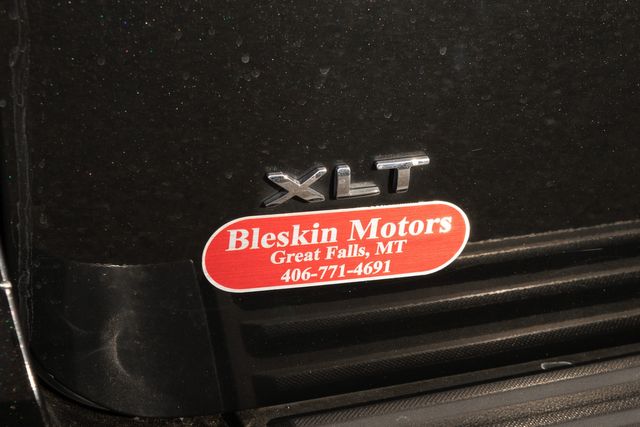 XLT
Bleskin Motors
Great Falls, MT
406-771-4691